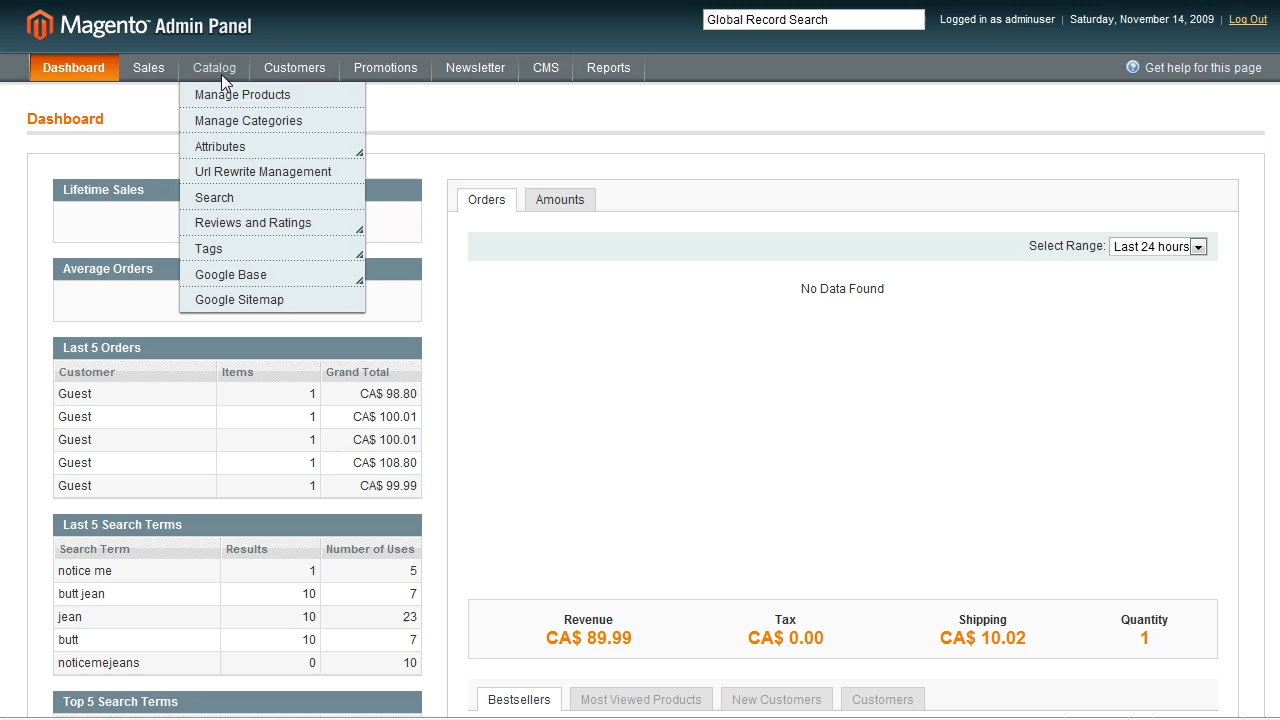 Magento™ Admin Panel
Global Record Search
Logged in as adminuser | Saturday, November 14, 2009 | Log Out
Dashboard Sales Catalog Customers Promotions Newsletter CMS Reports
Get help for this page
Manage Products
Manage Categories
Attributes
Url Rewrite Management
Search
Reviews and Ratings
Tags
Google Base
Google Sitemap
Dashboard
Lifetime Sales
Average Orders
Last 5 Orders
Customer Items Grand Total
Guest 1 CA$ 98.80
Guest 1 CA$ 100.01
Guest 1 CA$ 100.01
Guest 1 CA$ 108.80
Guest 1 CA$ 99.99
Last 5 Search Terms
Search Term Results Number of Uses
notice me 1 5
butt jean 10 7
jean 10 23
butt 10 7
noticemejeans 0 10
Top 5 Search Terms
Orders Amounts
Select Range: Last 24 hours
No Data Found
Revenue Tax Shipping Quantity
CA$ 89.99 CA$ 0.00 CA$ 10.02 1
Bestsellers Most Viewed Products New Customers Customers